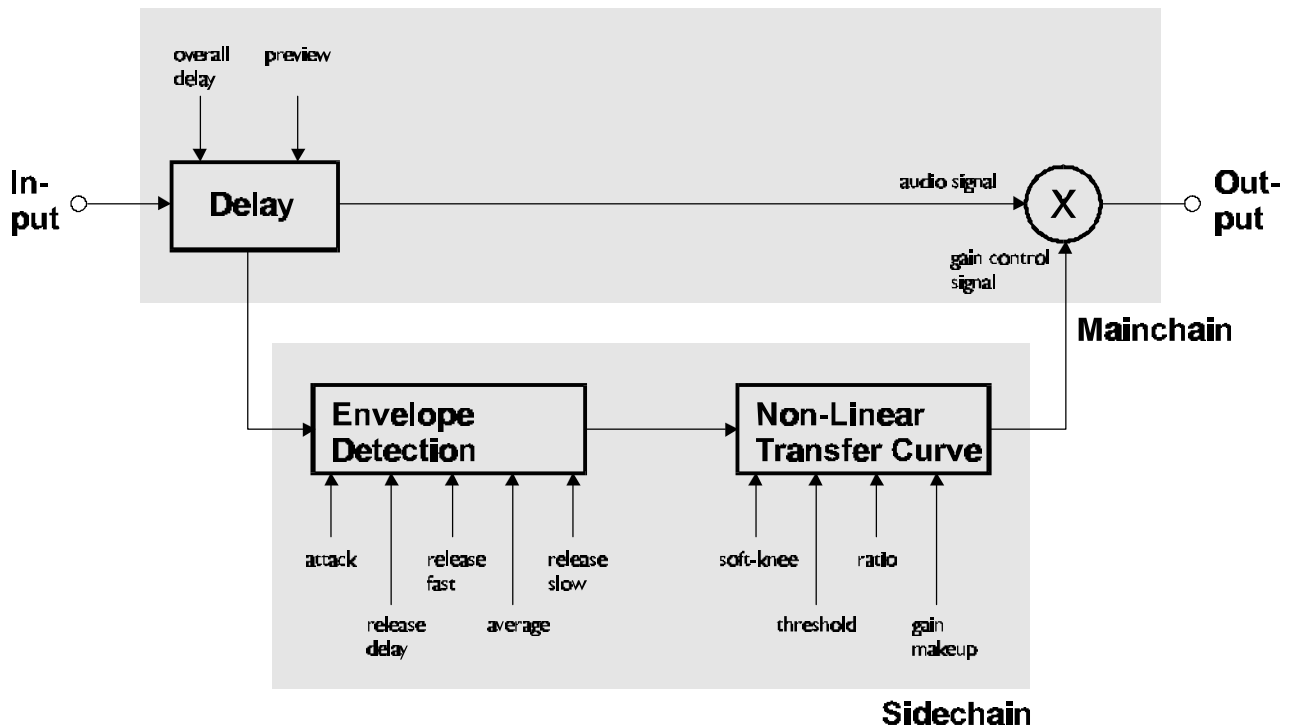 overall
delay
preview
In-
put
Delay
audio signal
X
Out-
put
gain control
signal
Mainchain
Envelope
Detection
Non-Linear
Transfer Curve
attack
release
fast
release
slow
soft-knee
ratio
release
delay
average
threshold
gain
makeup
Sidechain